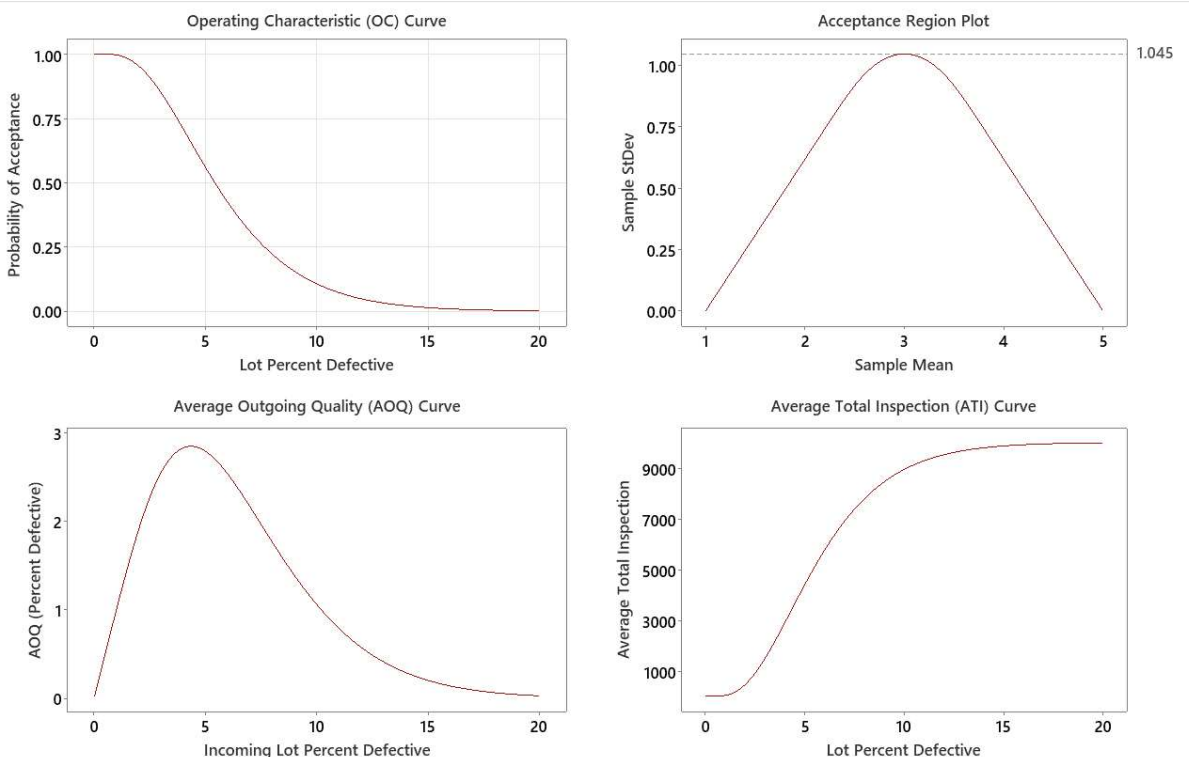 Operating Characteristic (OC) Curve
Probability of Acceptance
1.00
0.75
0.50
0.25
0.00
0 5 10 15 20
Lot Percent Defective
Acceptance Region Plot
1.045
Sample StDev
1.00
0.75
0.50
0.25
0.00
1 2 3 4 5
Sample Mean
Average Outgoing Quality (AOQ) Curve
AOQ (Percent Defective)
3
2
1
0
0 5 10 15 20
Incoming Lot Percent Defective
Average Total Inspection (ATI) Curve
Average Total Inspection
9000
7000
5000
3000
1000
0 5 10 15 20
Lot Percent Defective